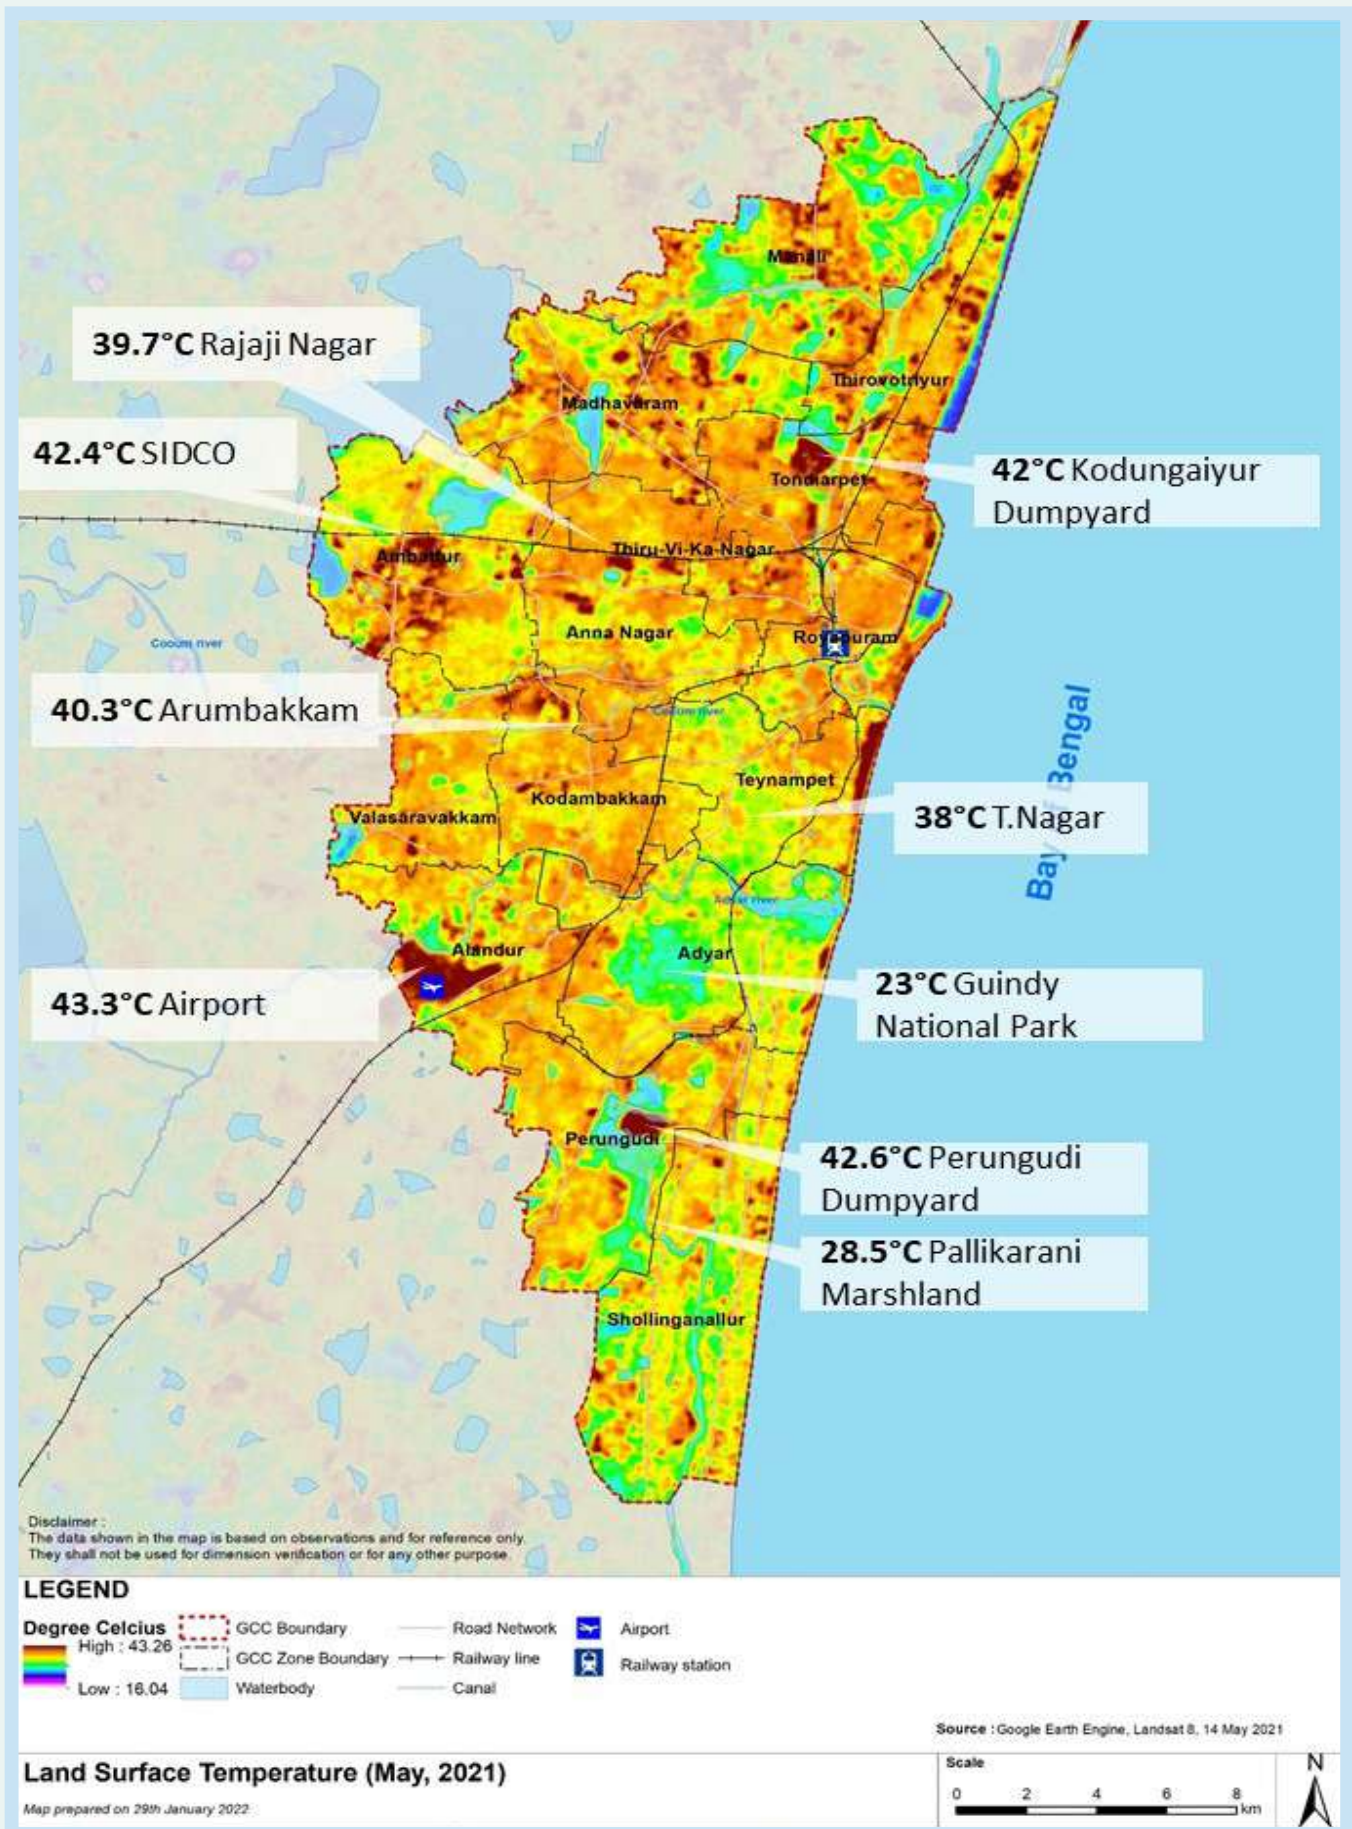 Manali
39.7°C Rajaji Nagar
Thirovotriyur
Madhavaram
42.4°C SIDCO
42°C Kodungaiyur
Dumpyard
Tondiarpet
Thiru-Vi-Ka-Nagar
Ambattur
Anna Nagar
Royapuram
Cooum river
40.3°C Arumbakkam
Cooum river
Bay of Bengal
Teynampet
Kodambakkam
Valasaravakkam
38°C T.Nagar
Adyar river
Alandur
Adyar
43.3°C Airport
23°C Guindy
National Park
Perungudi
42.6°C Perungudi
Dumpyard
28.5°C Pallikarani
Marshland
Shollinganallur
Disclaimer :
The data shown in the map is based on observations and for reference only.
They shall not be used for dimension verification or for any other purpose.
LEGEND
Degree Celcius
High : 43.26
Low : 16.04
GCC Boundary
GCC Zone Boundary
Waterbody
Road Network
Railway line
Canal
Airport
Railway station
Source : Google Earth Engine, Landsat 8, 14 May 2021
Land Surface Temperature (May, 2021)
Map prepared on 29th January 2022
Scale
0 2 4 6 8
km
N